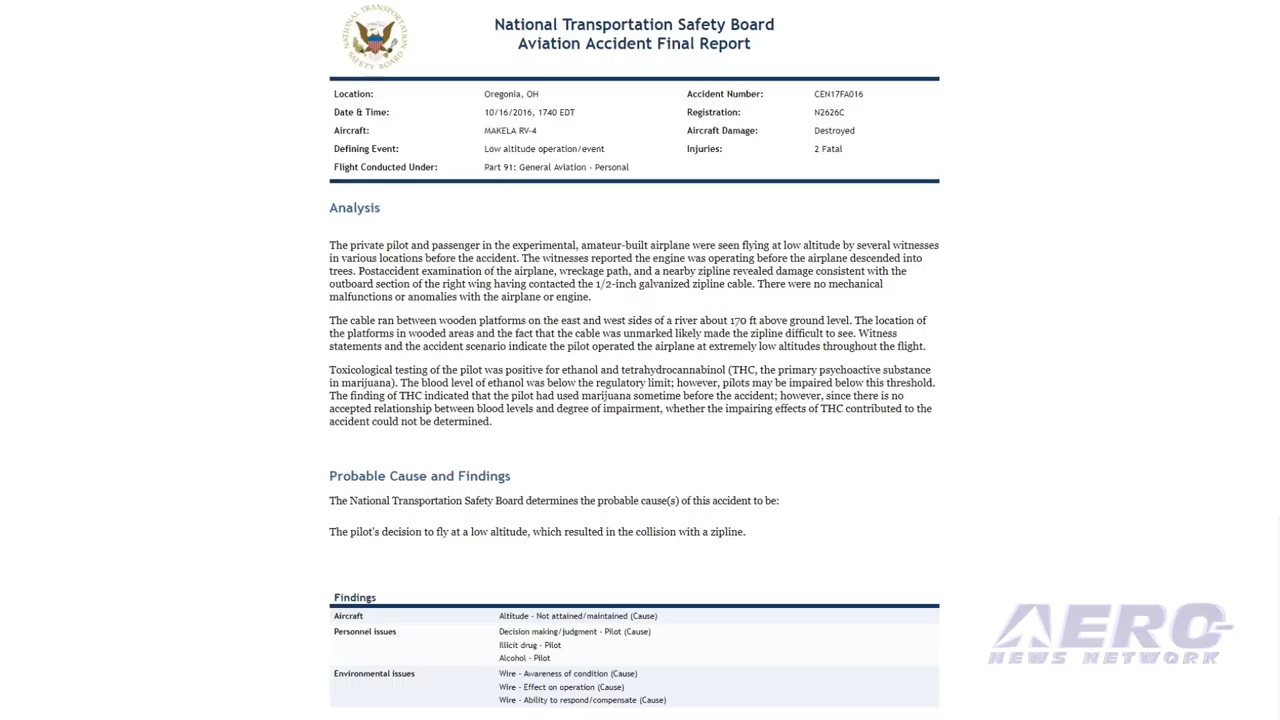 NATIONAL TRANSPORTATION SAFETY BOARD
National Transportation Safety Board
Aviation Accident Final Report
Location: Oregonia, OH Accident Number: CEN17FA016
Date & Time: 10/16/2016, 1740 EDT Registration: N2626C
Aircraft: MAKELA RV-4 Aircraft Damage: Destroyed
Defining Event: Low altitude operation/event Injuries: 2 Fatal
Flight Conducted Under: Part 91: General Aviation - Personal
Analysis
The private pilot and passenger in the experimental, amateur-built airplane were seen flying at low altitude by several witnesses
in various locations before the accident. The witnesses reported the engine was operating before the airplane descended into
trees. Postaccident examination of the airplane, wreckage path, and a nearby zipline revealed damage consistent with the
outboard section of the right wing having contacted the 1/2-inch galvanized zipline cable. There were no mechanical
malfunctions or anomalies with the airplane or engine.
The cable ran between wooden platforms on the east and west sides of a river about 170 ft above ground level. The location of
the platforms in wooded areas and the fact that the cable was unmarked likely made the zipline difficult to see. Witness
statements and the accident scenario indicate the pilot operated the airplane at extremely low altitudes throughout the flight.
Toxicological testing of the pilot was positive for ethanol and tetrahydrocannabinol (THC, the primary psychoactive substance
in marijuana). The blood level of ethanol was below the regulatory limit; however, pilots may be impaired below this threshold.
The finding of THC indicated that the pilot had used marijuana sometime before the accident; however, since there is no
accepted relationship between blood levels and degree of impairment, whether the impairing effects of THC contributed to the
accident could not be determined.
Probable Cause and Findings
The National Transportation Safety Board determines the probable cause(s) of this accident to be:
The pilot's decision to fly at a low altitude, which resulted in the collision with a zipline.
Findings
Aircraft Altitude - Not attained/maintained (Cause)
Personnel issues Decision making/judgment - Pilot (Cause)
Illicit drug - Pilot
Alcohol - Pilot
Environmental issues Wire - Awareness of condition (Cause)
Wire - Effect on operation (Cause)
Wire - Ability to respond/compensate (Cause)
AERO
NEWS NETWORK